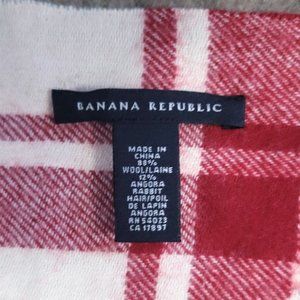 BANANA REPUBLIC
MADE IN
CHINA
88%
WOOL/LAINE
12%
ANGORA
RABBIT
HAIR/POIL
DE LAPIN
ANGORA
RN 54023
CA 17897